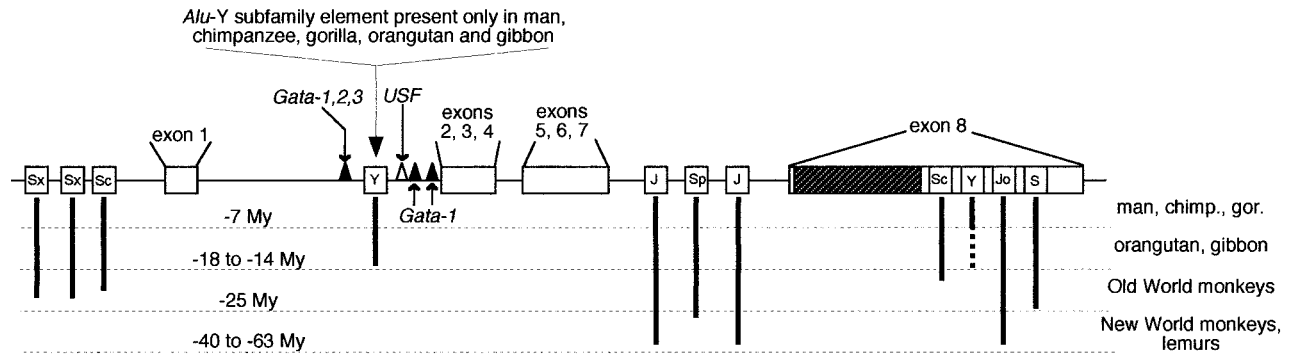 Alu-Y subfamily element present only in man,
chimpanzee, gorilla, orangutan and gibbon
Gata-1,2,3
USF
exon 1
exons
2, 3, 4
exons
5, 6, 7
exon 8
Sx
Sx
Sc
Y
J
Sp
J
Sc
Y
Jo
S
Gata-1
-7 My
man, chimp., gor.
-18 to -14 My
orangutan, gibbon
-25 My
Old World monkeys
-40 to -63 My
New World monkeys,
lemurs